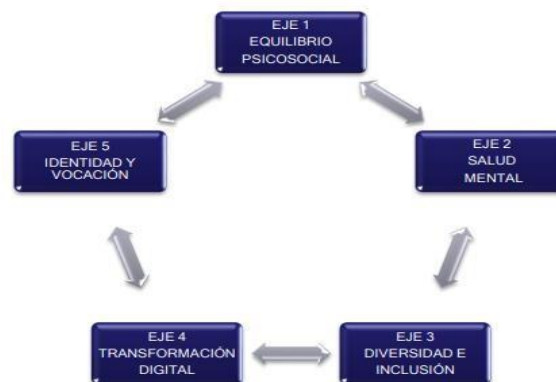 EJE 1
EQUILIBRIO
PSICOSOCIAL
EJE 2
SALUD
MENTAL
EJE 3
DIVERSIDAD E
INCLUSIÓN
EJE 4
TRANSFORMACIÓN
DIGITAL
EJE 5
IDENTIDAD Y
VOCACIÓN